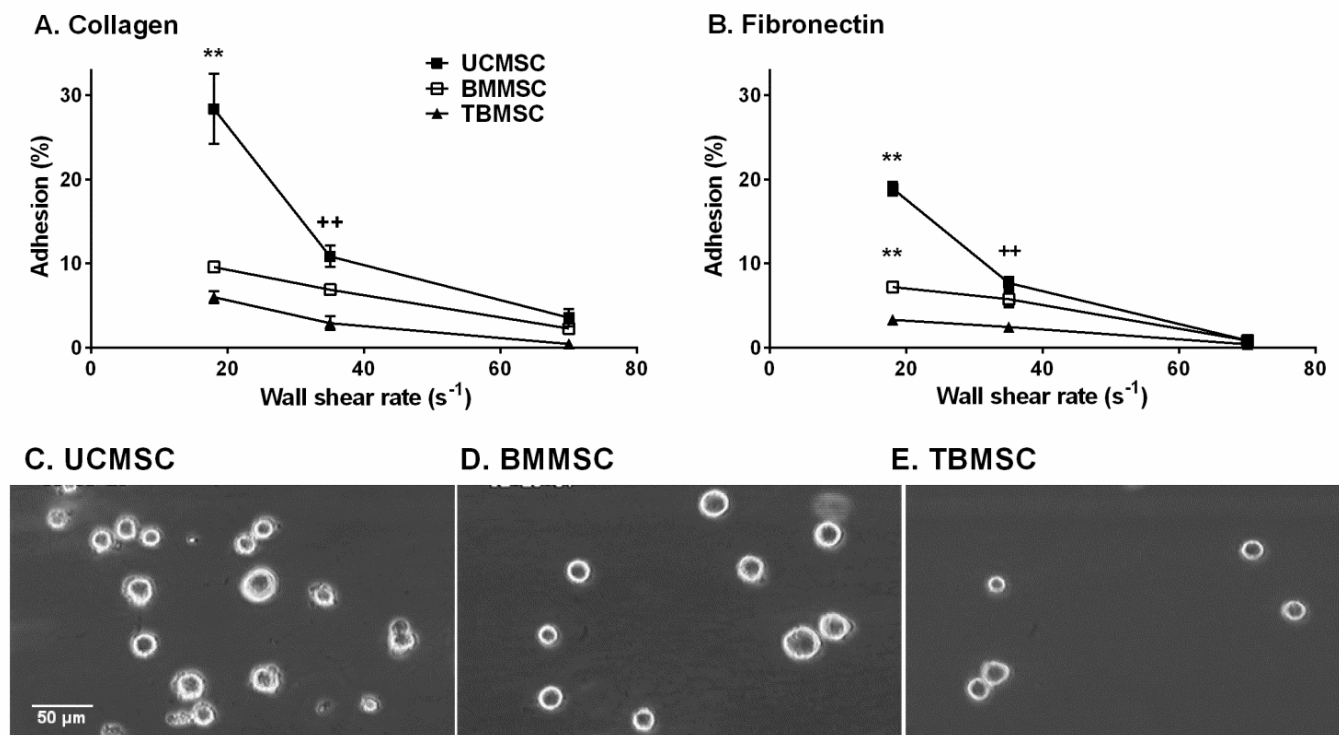 A. Collagen
**
++
UCMSC
BMMSC
TBMSC
Adhesion (%)
30
20
10
0
0 20 40 60 80
Wall shear rate (s⁻¹)
B. Fibronectin
**
**
++
Adhesion (%)
30
20
10
0
0 20 40 60 80
Wall shear rate (s⁻¹)
C. UCMSC
D. BMMSC
E. TBMSC
50 µm